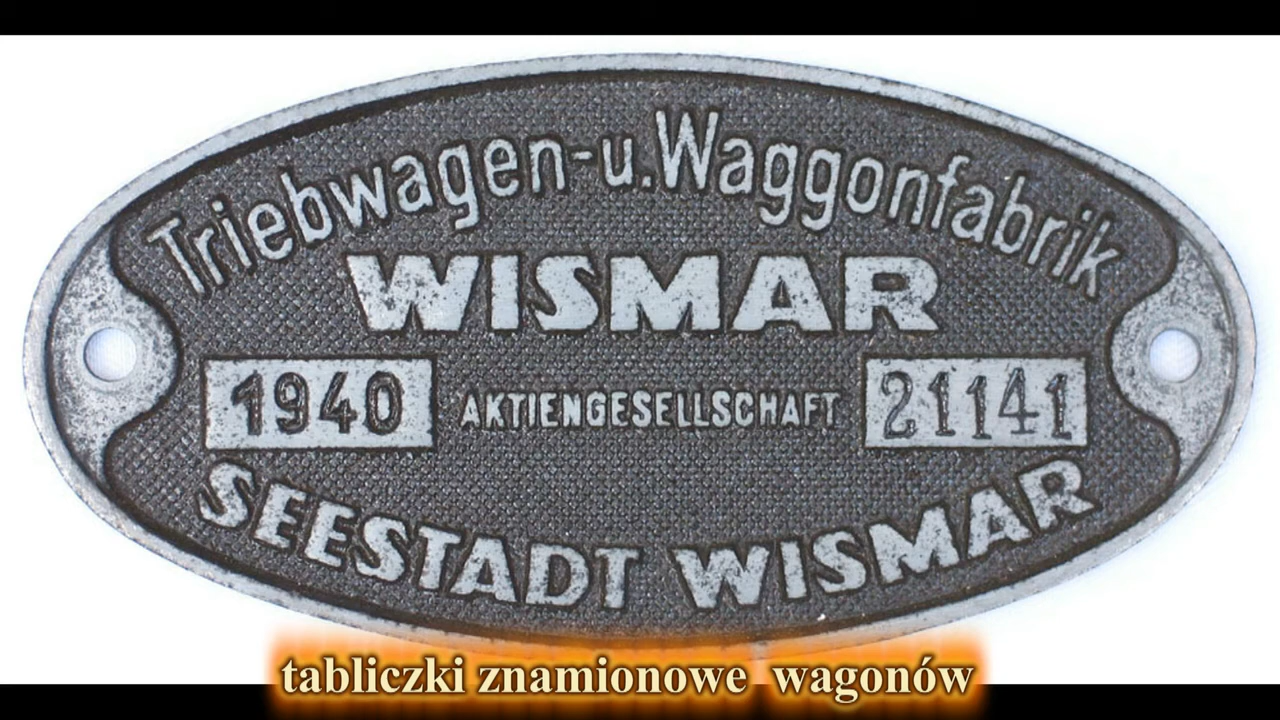 Triebwagen-u.Waggonfabrik
WISMAR
1940 AKTIENGESELLSCHAFT 21141
SEESTADT WISMAR
tabliczki znamionowe wagonów